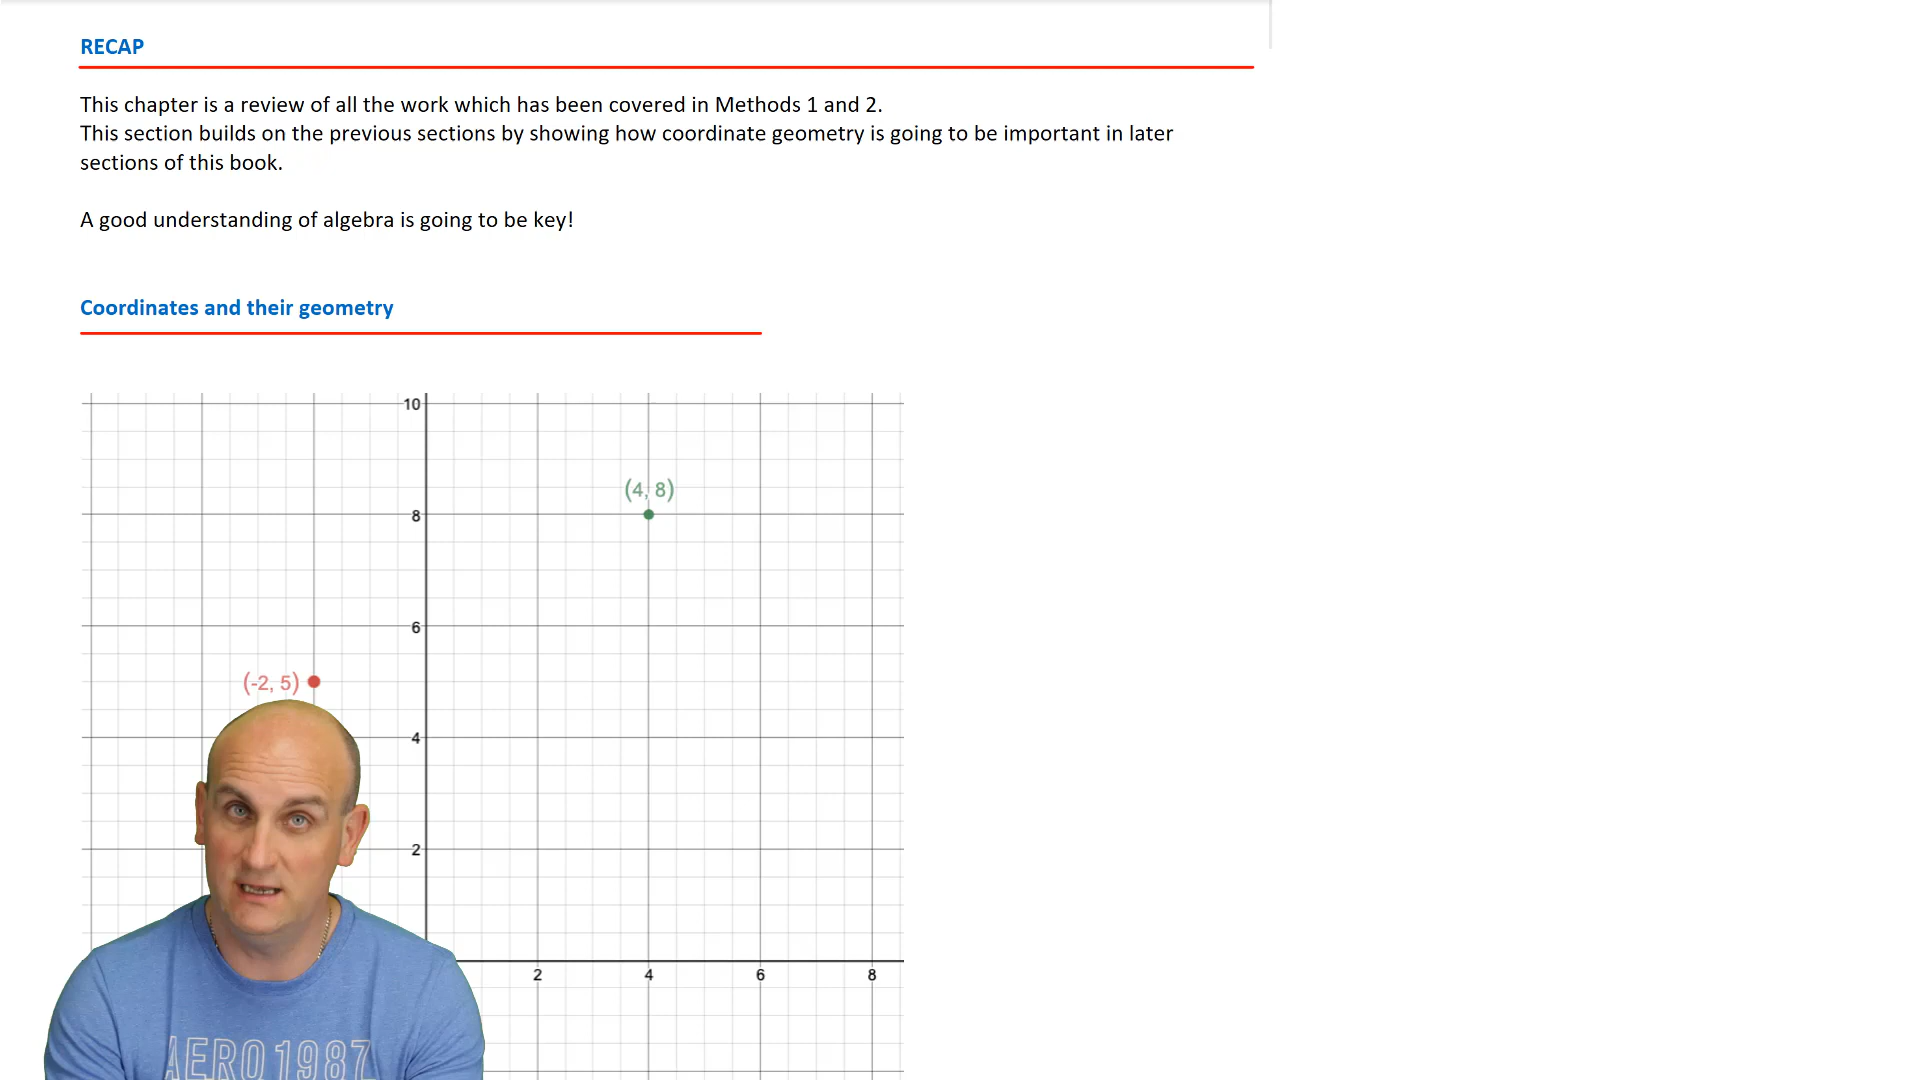 RECAP
This chapter is a review of all the work which has been covered in Methods 1 and 2.
This section builds on the previous sections by showing how coordinate geometry is going to be important in later
sections of this book.
A good understanding of algebra is going to be key!
Coordinates and their geometry
10
(4, 8)
8
6
(-2, 5)
4
2
2 4 6 8
AERO 1987